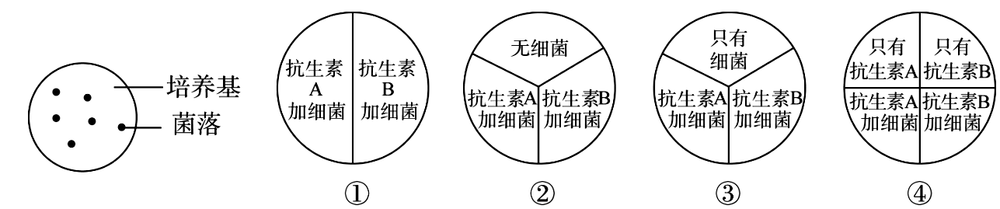 培养基
菌落
抗生素
A
加细菌
抗生素
B
加细菌
①
无细菌
抗生素A
加细菌
抗生素B
加细菌
②
只有
细菌
抗生素A
加细菌
抗生素B
加细菌
③
只有
抗生素A
只有
抗生素B
抗生素A
加细菌
抗生素B
加细菌
④